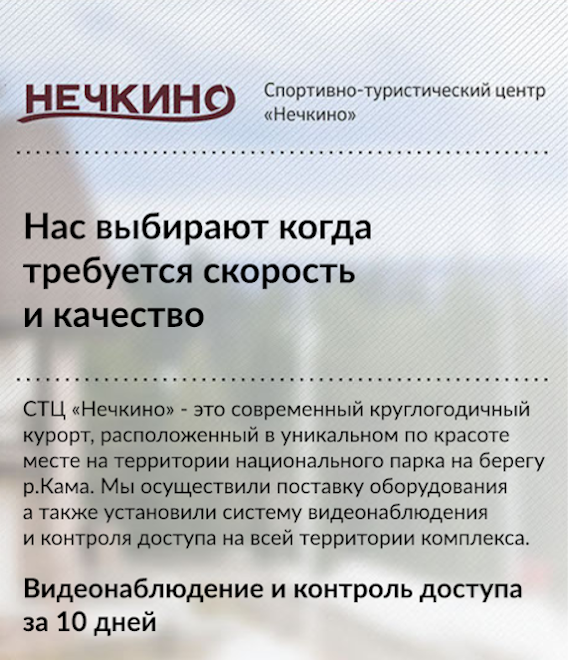 НЕЧКИНО
Спортивно-туристический центр
«Нечкино»
Нас выбирают когда
требуется скорость
и качество
СТЦ «Нечкино» - это современный круглогодичный
курорт, расположенный в уникальном по красоте
месте на территории национального парка на берегу
р.Кама. Мы осуществили поставку оборудования
а также установили систему видеонаблюдения
и контроля доступа на всей территории комплекса.
Видеонаблюдение и контроль доступа
за 10 дней